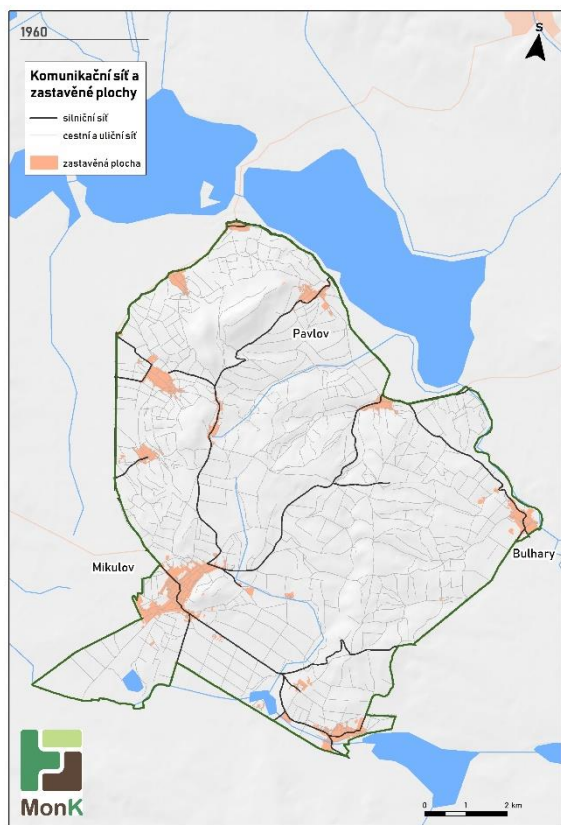 1960
S
Komunikační síť a
zastavěné plochy
silniční síť
cestní a uliční síť
zastavěná plocha
Pavlov
Bulhary
Mikulov
MonK
0 1 2 km